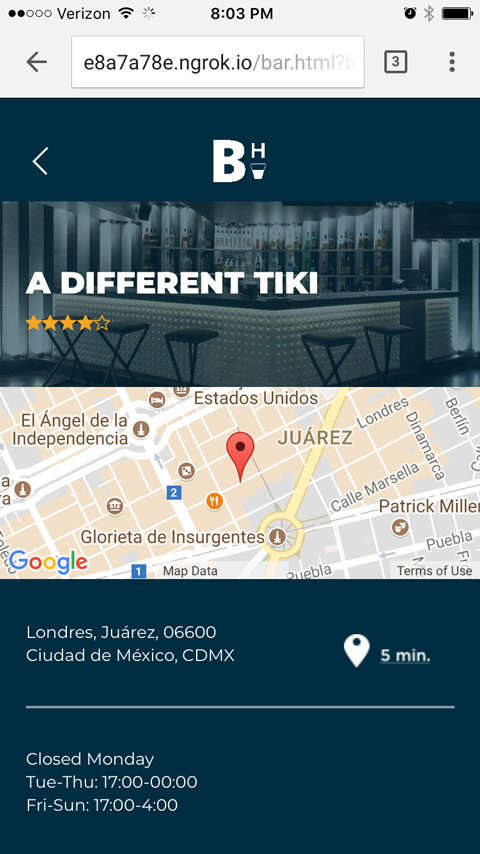 Verizon 8:03 PM
e8a7a78e.ngrok.io/bar.html?b
3
B H
A DIFFERENT TIKI
Estados Unidos
El Ángel de la
Independencia
JUÁREZ
Londres
Dinamarca
Berlín
Calle Marsella
2
Patrick Miller
Glorieta de Insurgentes
Puebla
Puebla
Google
1
Map Data
Terms of Use
Londres, Juárez, 06600
Ciudad de México, CDMX
5 min.
Closed Monday
Tue-Thu: 17:00-00:00
Fri-Sun: 17:00-4:00